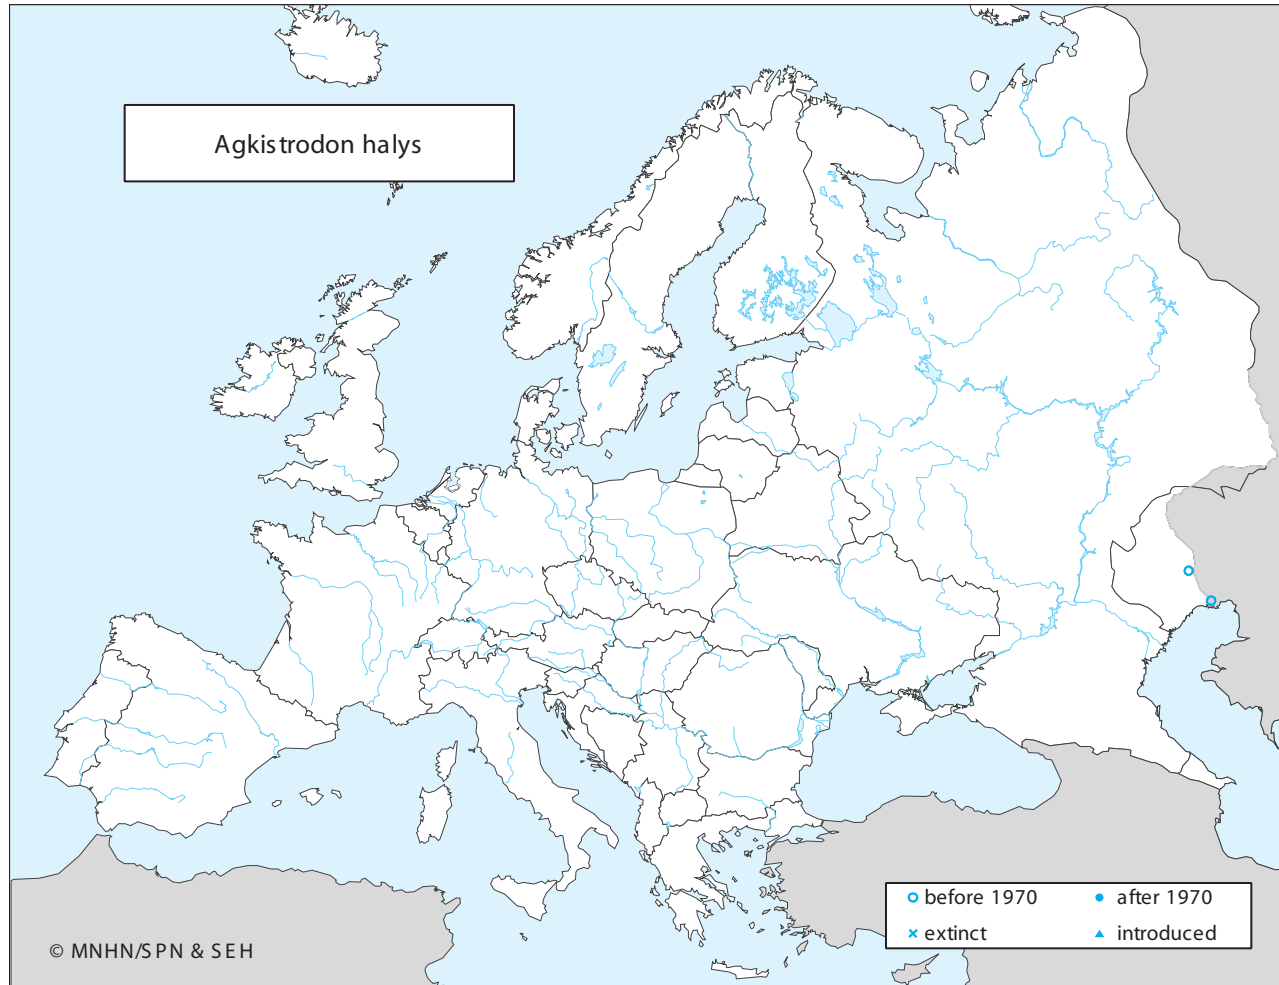 Agkistrodon halys
before 1970
after 1970
extinct
introduced
© MNHN/SPN & SEH